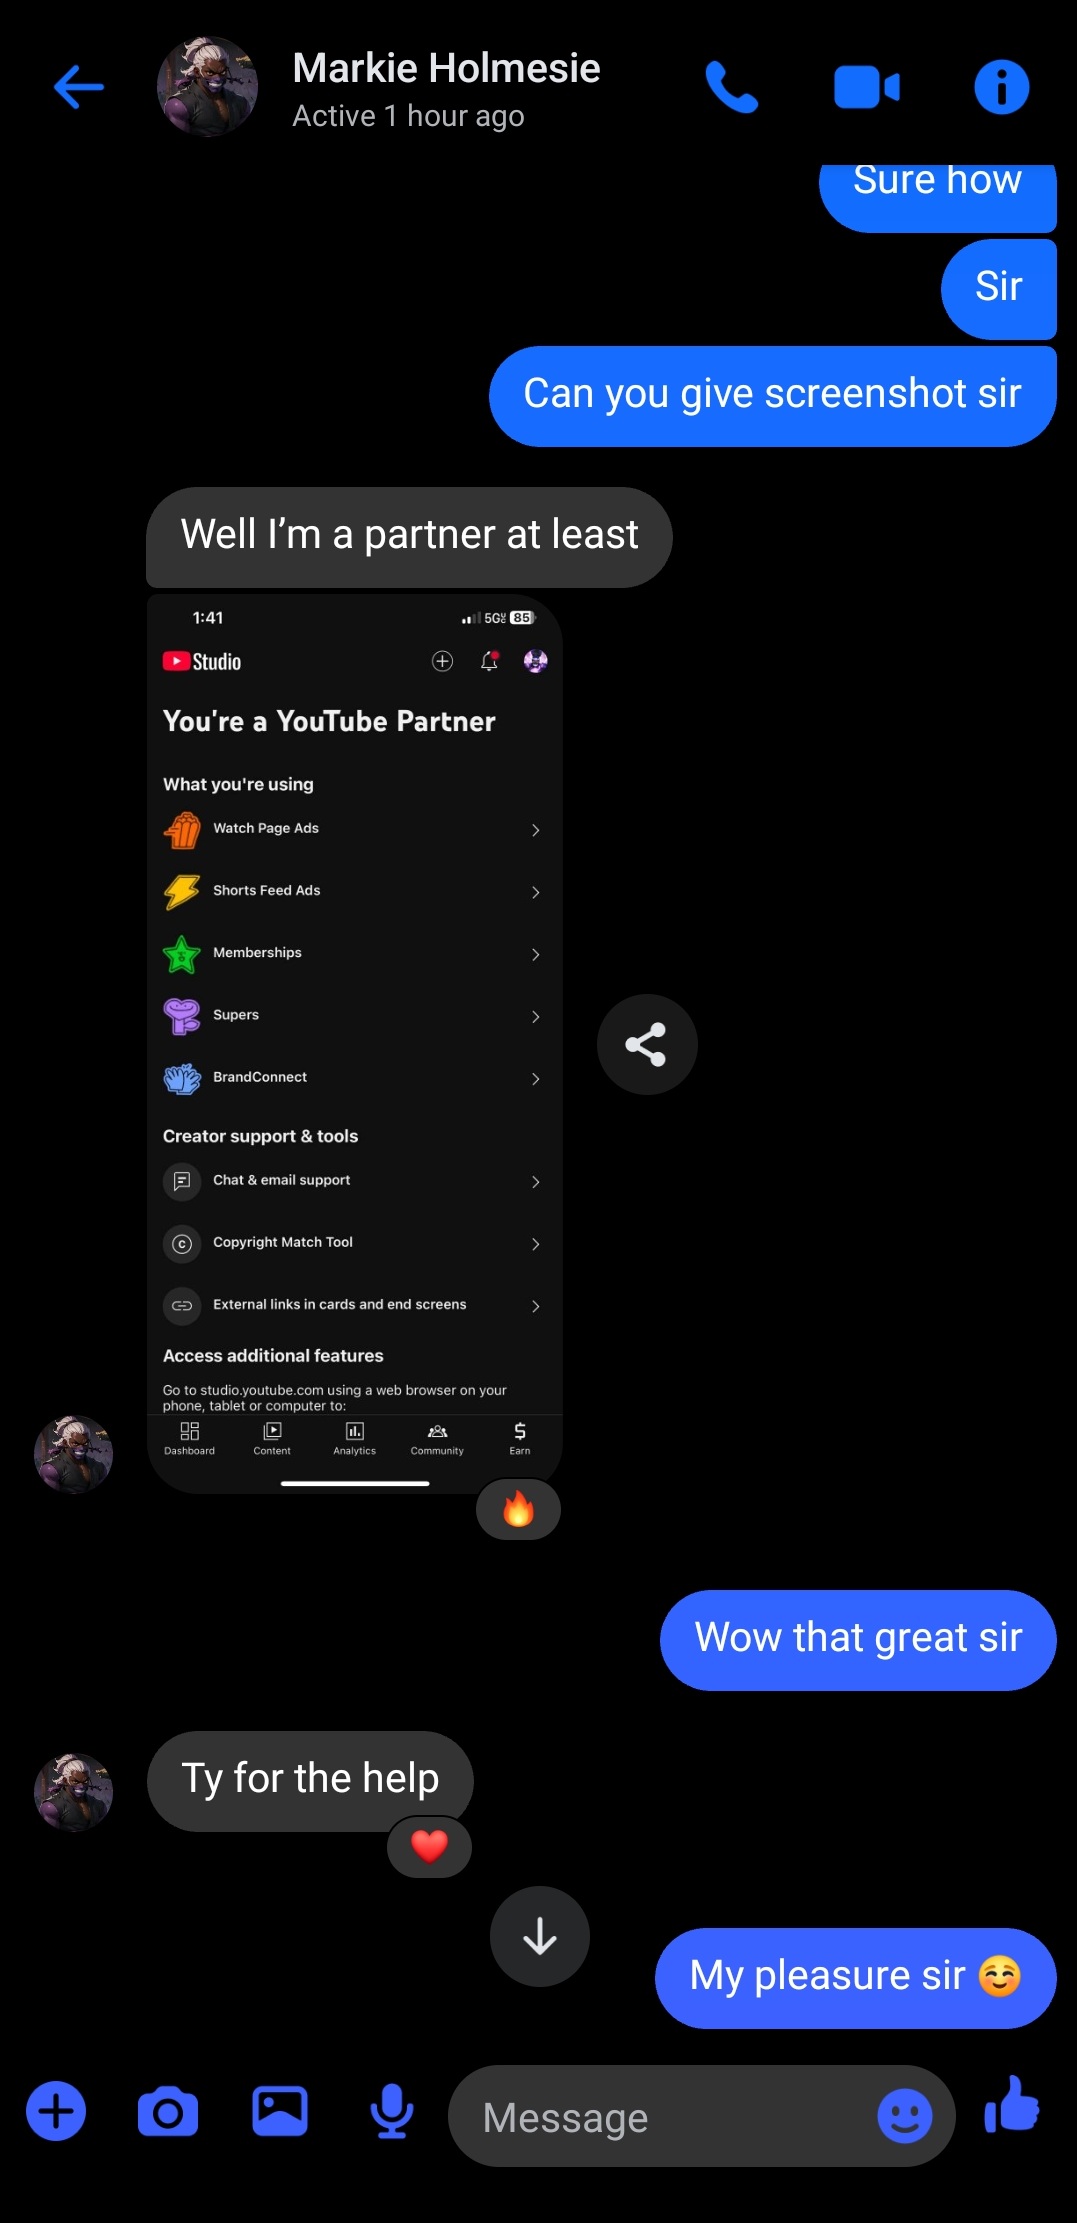 Markie Holmesie
Active 1 hour ago
Sure how
Sir
Can you give screenshot sir
Well I'm a partner at least
1:41
5G
85
Studio
You're a YouTube Partner
What you're using
Watch Page Ads
Shorts Feed Ads
Memberships
Supers
BrandConnect
Creator support & tools
Chat & email support
Copyright Match Tool
External links in cards and end screens
Access additional features
Go to studio.youtube.com using a web browser on your
phone, tablet or computer to:
Dashboard
Content
Analytics
Community
Earn
Wow that great sir
Ty for the help
My pleasure sir ☺️
Message